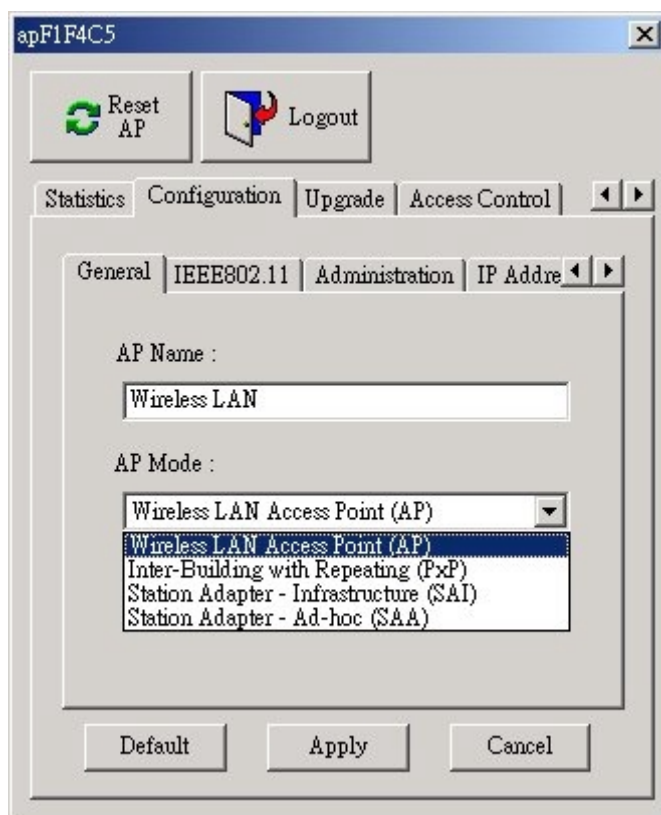 apF1F4C5
Reset
AP
Logout
Statistics
Configuration
Upgrade
Access Control
General
IEEE802.11
Administration
IP Addre
AP Name :
Wireless LAN
AP Mode :
Wireless LAN Access Point (AP)
Wireless LAN Access Point (AP)
Inter-Building with Repeating (PxP)
Station Adapter - Infrastructure (SAI)
Station Adapter - Ad-hoc (SAA)
Default
Apply
Cancel